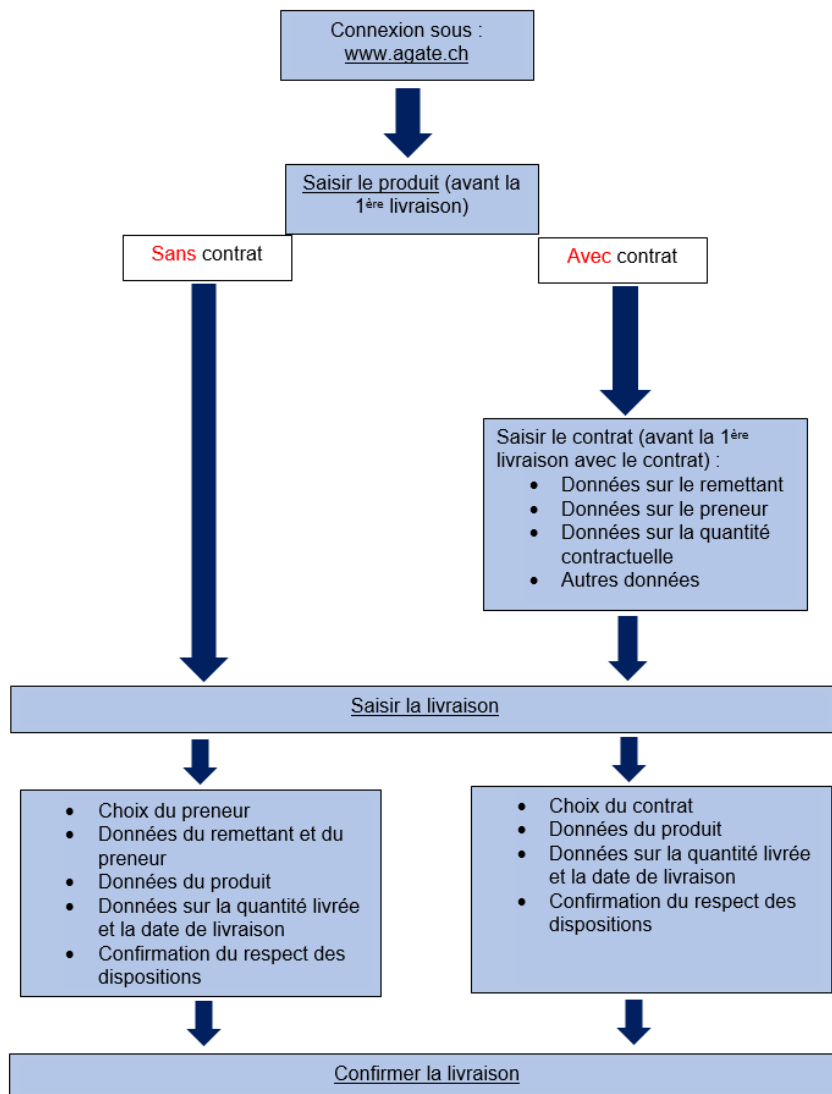 Connexion sous :
www.agate.ch
Saisir le produit (avant la
1ère livraison)
Sans contrat
Avec contrat
Saisir le contrat (avant la 1ère
livraison avec le contrat) :
• Données sur le remettant
• Données sur le preneur
• Données sur la quantité
contractuelle
• Autres données
Saisir la livraison
• Choix du preneur
• Données du remettant et du
preneur
• Données du produit
• Données sur la quantité livrée
et la date de livraison
• Confirmation du respect des
dispositions
• Choix du contrat
• Données du produit
• Données sur la quantité livrée
et la date de livraison
• Confirmation du respect des
dispositions
Confirmer la livraison